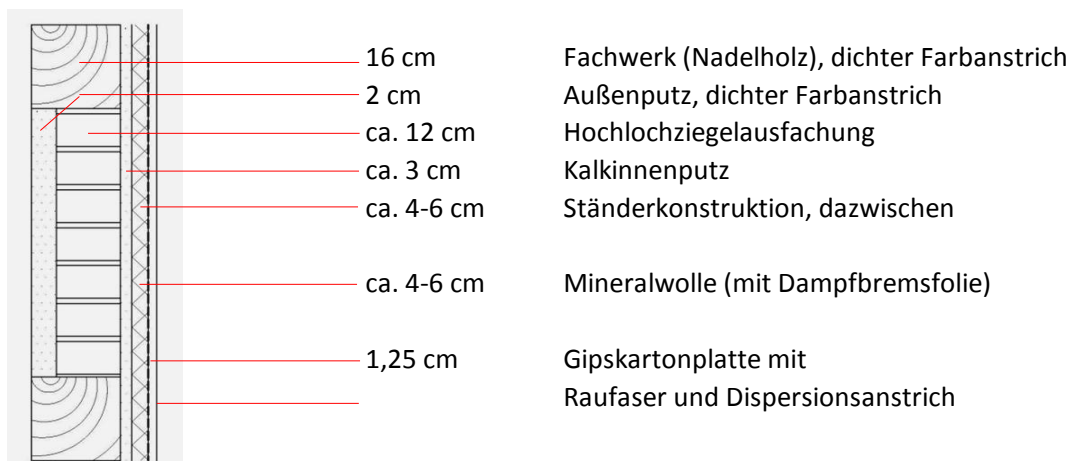 16 cm Fachwerk (Nadelholz), dichter Farbanstrich
2 cm Außenputz, dichter Farbanstrich
ca. 12 cm Hochlochziegelausfachung
ca. 3 cm Kalkinnenputz
ca. 4-6 cm Ständerkonstruktion, dazwischen
ca. 4-6 cm Mineralwolle (mit Dampfbremsfolie)
1,25 cm Gipskartonplatte mit
Raufaser und Dispersionsanstrich